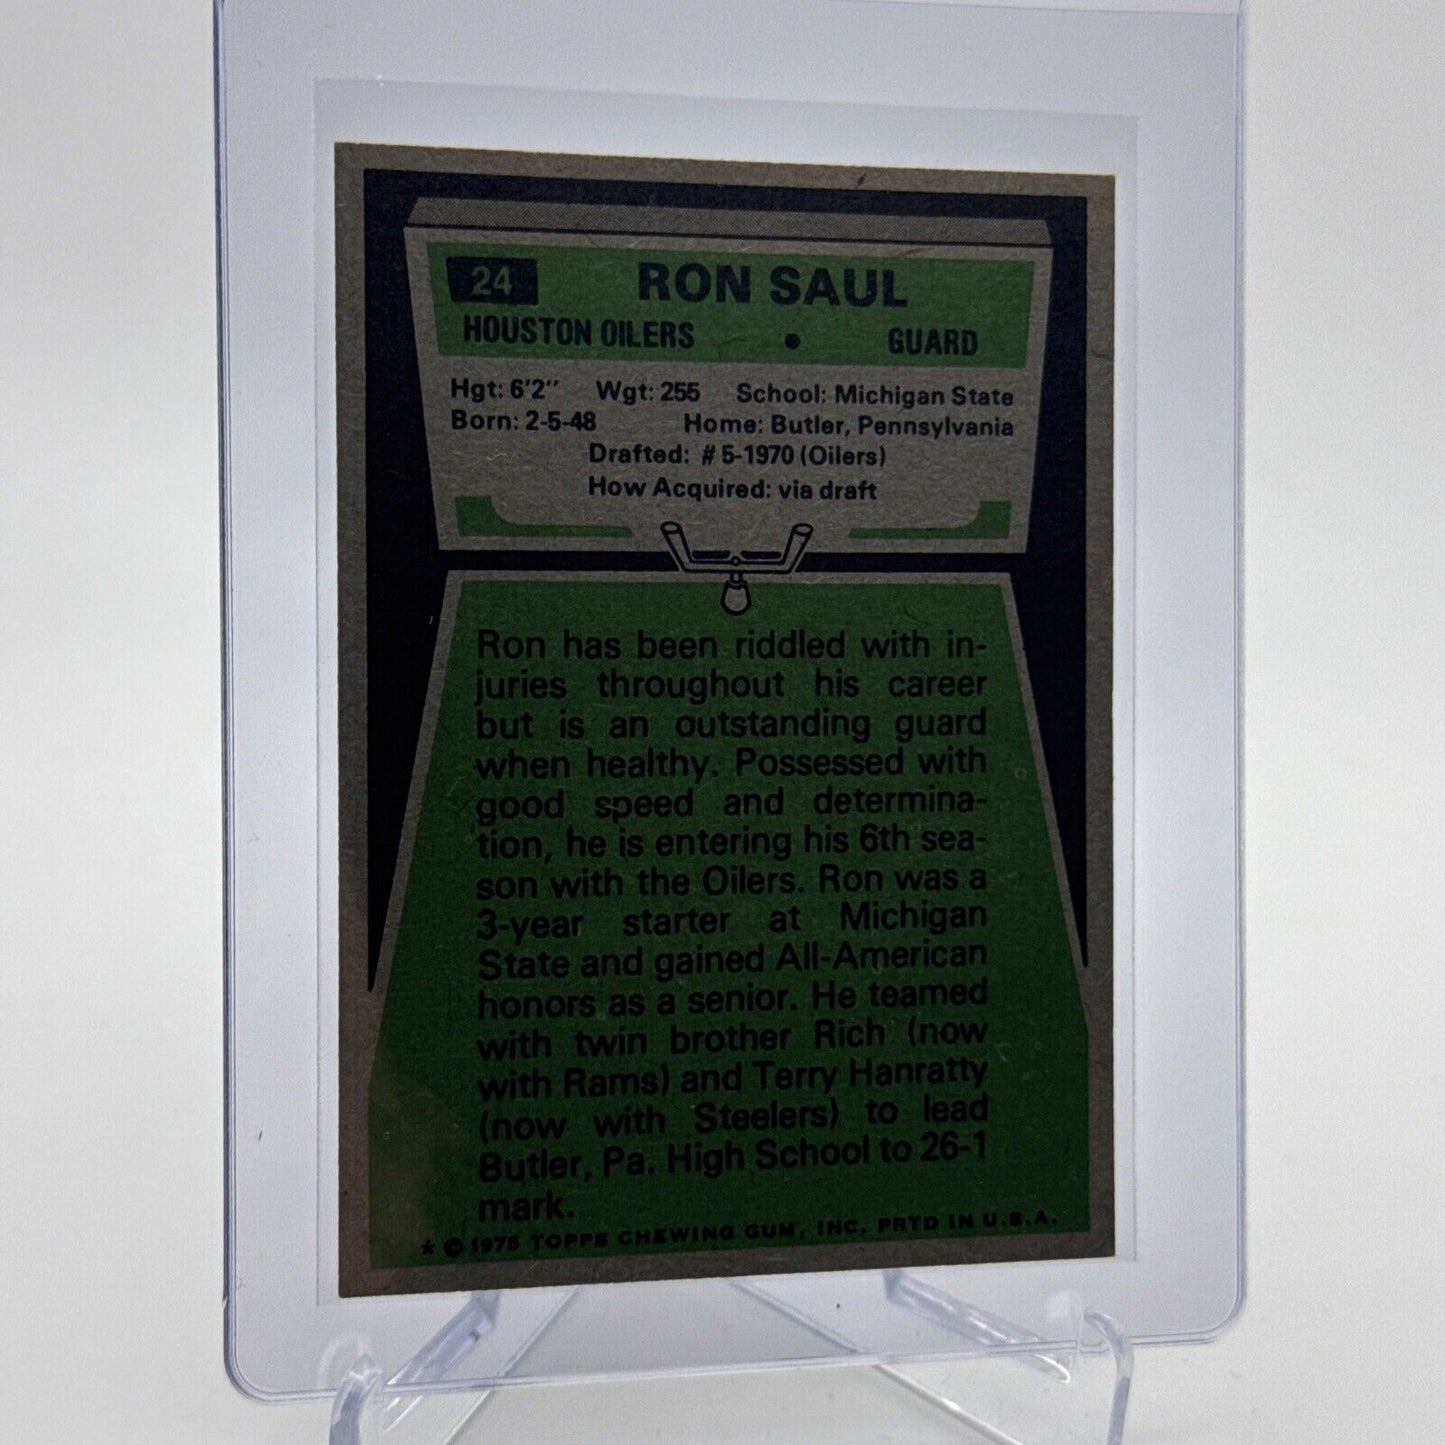 24 RON SAUL
HOUSTON OILERS • GUARD
Hgt: 6'2" Wgt: 255 School: Michigan State
Born: 2-5-48 Home: Butler, Pennsylvania
Drafted: # 5-1970 (Oilers)
How Acquired: via draft
Ron has been riddled with in-
juries throughout his career
but is an outstanding guard
when healthy. Possessed with
good speed and determina-
tion, he is entering his 6th sea-
son with the Oilers. Ron was a
3-year starter at Michigan
State and gained All-American
honors as a senior. He teamed
with twin brother Rich (now
with Rams) and Terry Hanratty
(now with Steelers) to lead
Butler, Pa. High School to 26-1
mark.
* © 1975 TOPPS CHEWING GUM, INC. PRTD IN U.S.A.